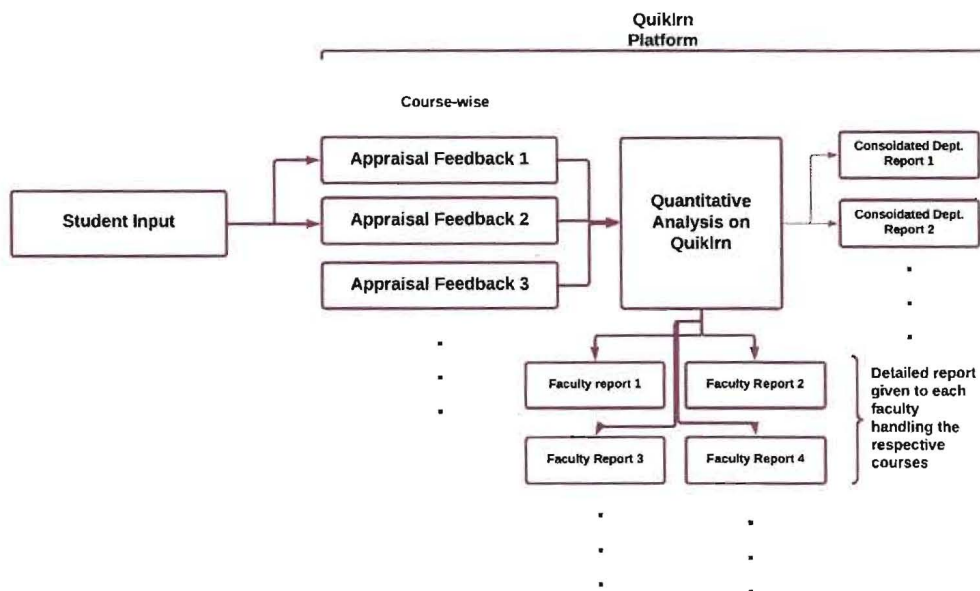 Quiklrn
Platform
Course-wise
Student Input
Appraisal Feedback 1
Appraisal Feedback 2
Appraisal Feedback 3
Quantitative
Analysis on
Quiklrn
Consoidated Dept.
Report 1
Consoidated Dept.
Report 2
Faculty report 1
Faculty Report 2
Faculty Report 3
Faculty Report 4
Detailed report
given to each
faculty
handling the
respective
courses